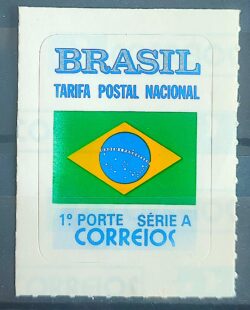 BRASIL
TARIFA POSTAL NACIONAL
1º PORTE SÉRIE A
CORREIOS